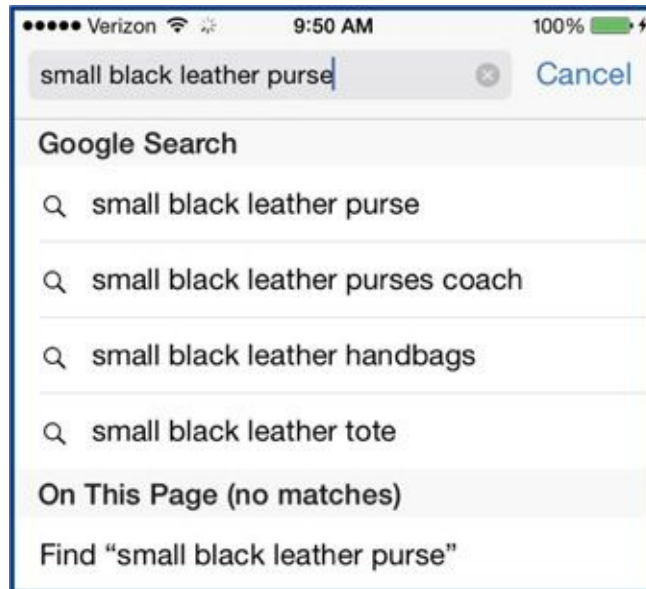 Verizon 9:50 AM 100%
small black leather purse Cancel
Google Search
small black leather purse
small black leather purses coach
small black leather handbags
small black leather tote
On This Page (no matches)
Find “small black leather purse”